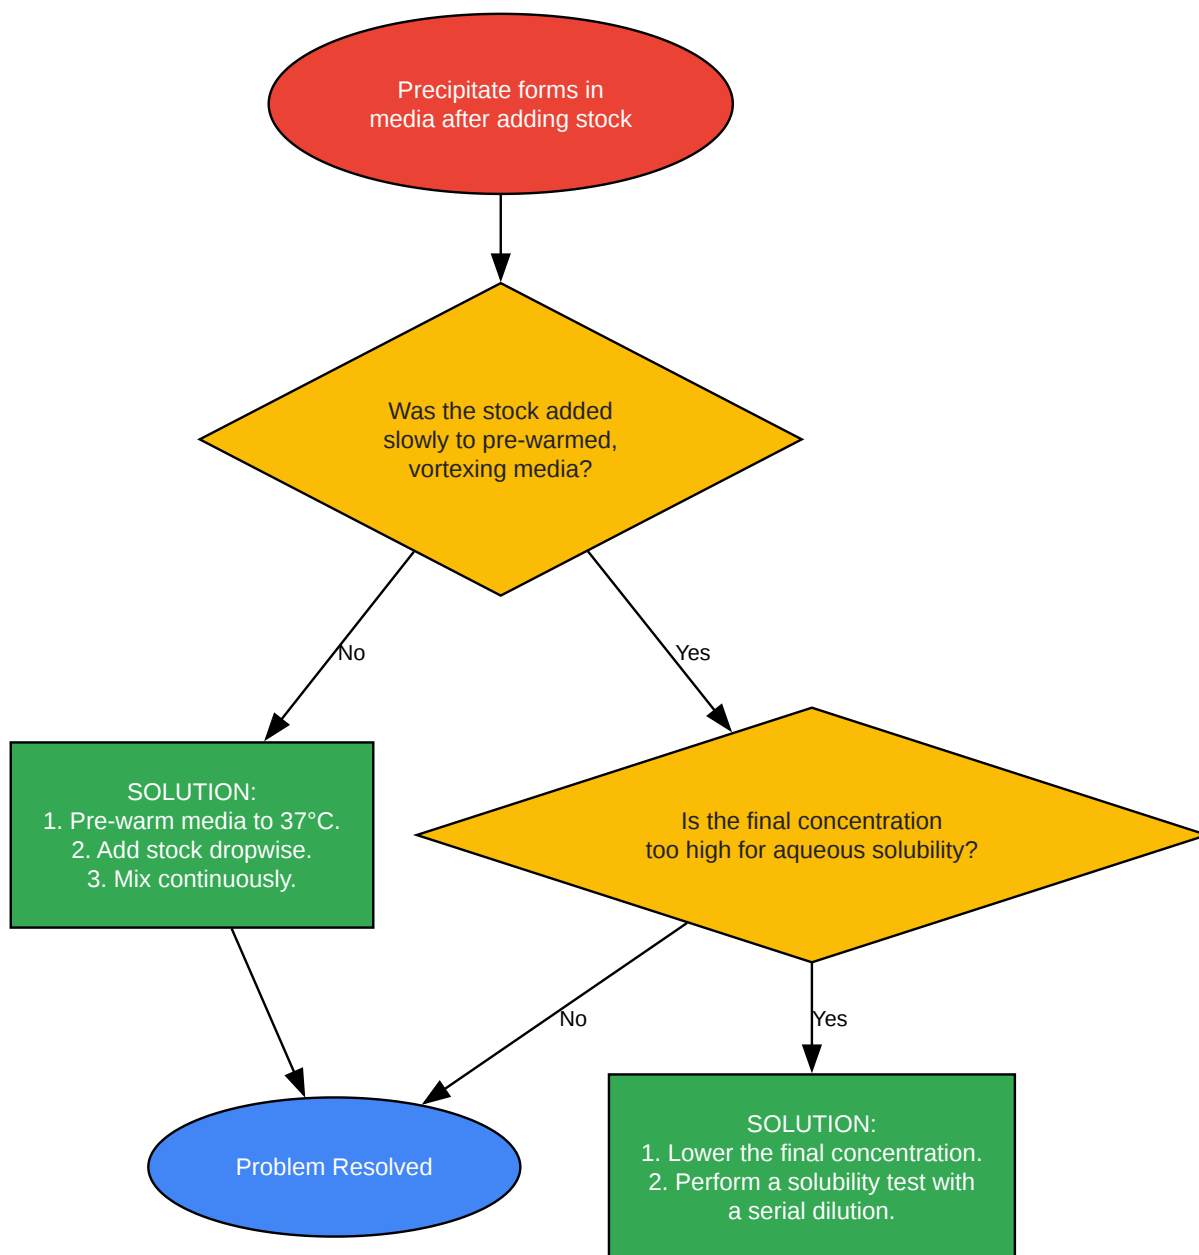 Precipitate forms in
media after adding stock
Was the stock added
slowly to pre-warmed,
vortexing media?
No
Yes
SOLUTION:
1. Pre-warm media to 37°C.
2. Add stock dropwise.
3. Mix continuously.
Is the final concentration
too high for aqueous solubility?
No
Yes
Problem Resolved
SOLUTION:
1. Lower the final concentration.
2. Perform a solubility test with
a serial dilution.